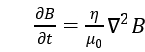 ∂B/∂t = η/μ₀ ∇²B